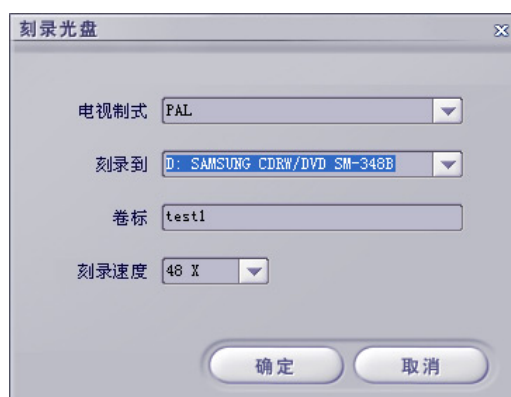 刻录光盘
电视制式 PAL
刻录到 D: SAMSUNG CDRW/DVD SM-348B
卷标 test1
刻录速度 48 X
确定 取消